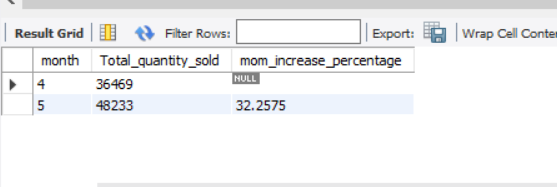 Result Grid Filter Rows: Export: Wrap Cell Conte
month Total_quantity_sold mom_increase_percentage
4 36469 NULL
5 48233 32.2575